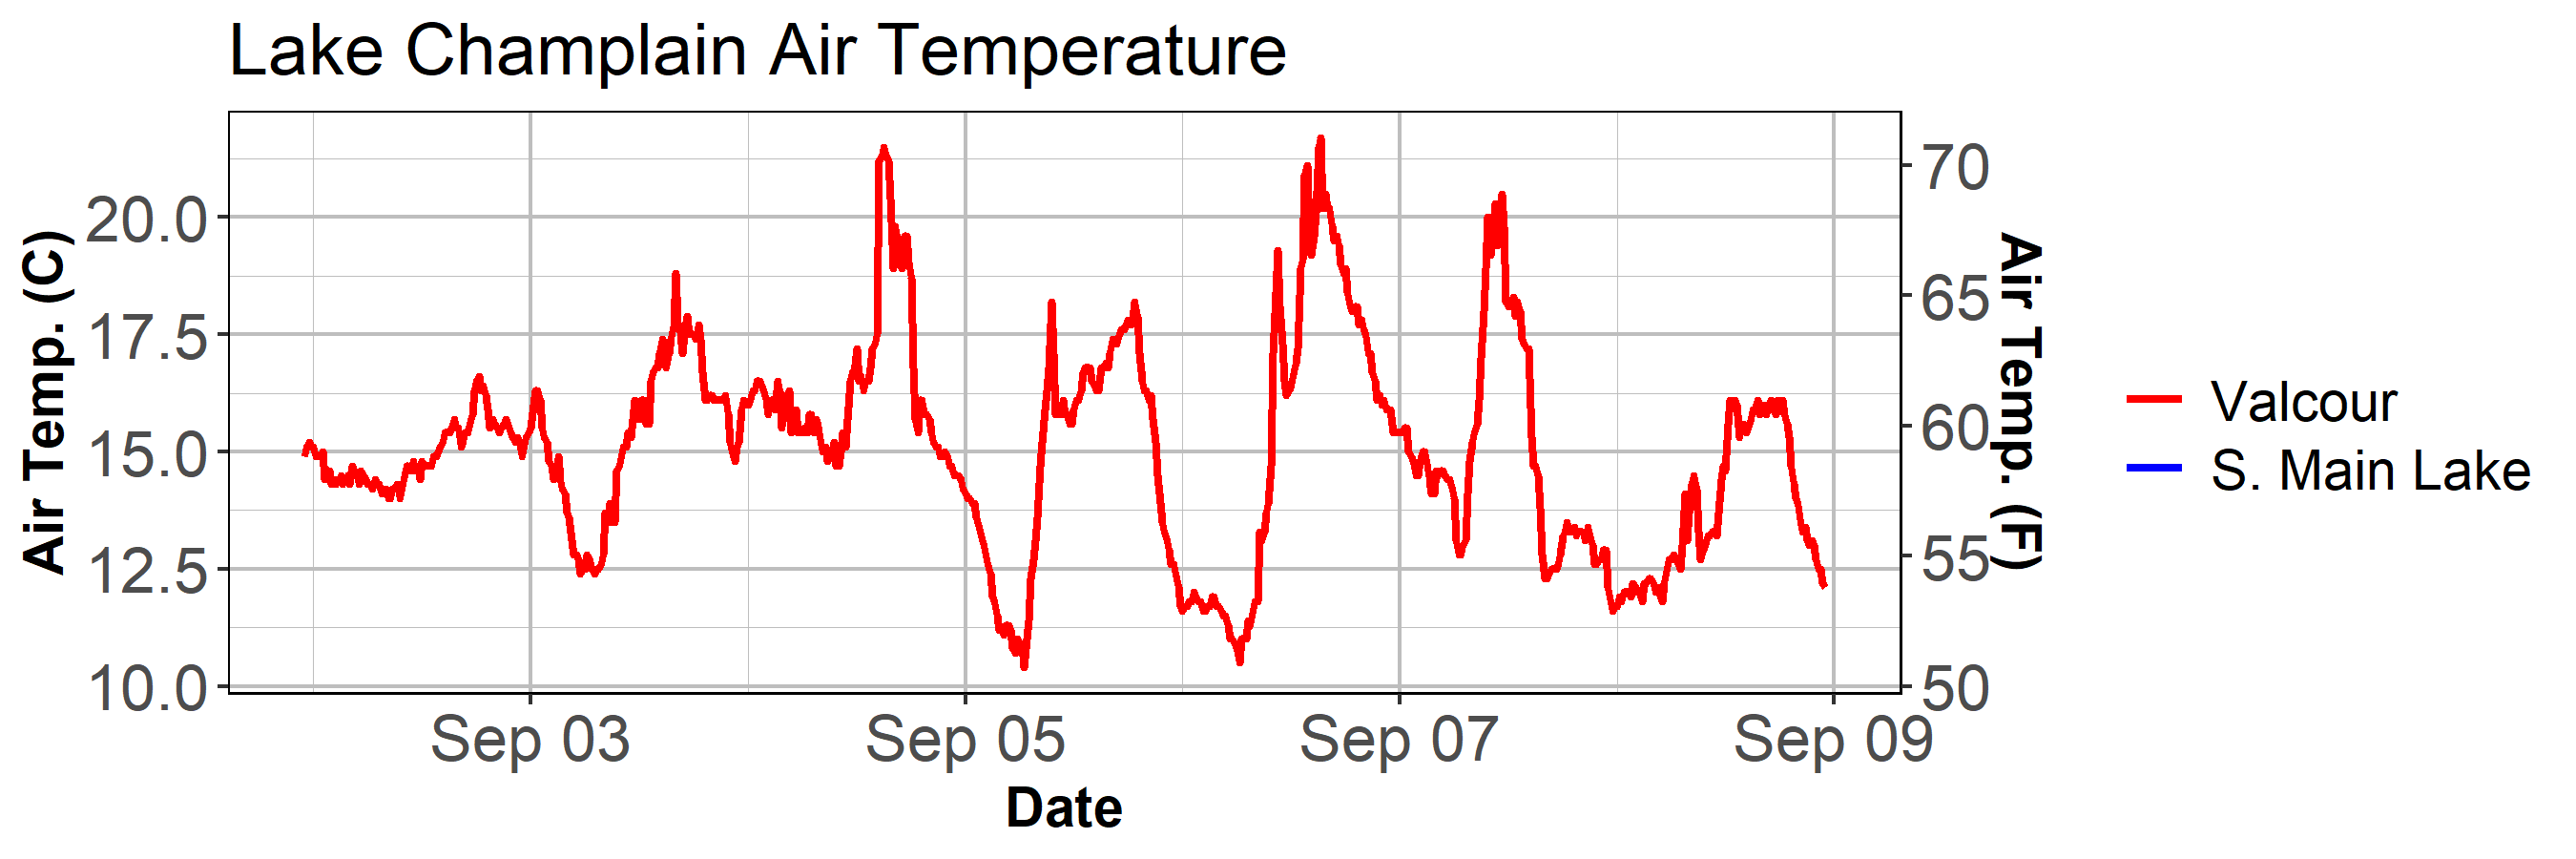 Lake Champlain Air Temperature
Air Temp. (C)
20.0
17.5
15.0
12.5
10.0
70
65
60
55
50
Air Temp. (F)
Sep 03
Sep 05
Sep 07
Sep 09
Date
Valcour
S. Main Lake